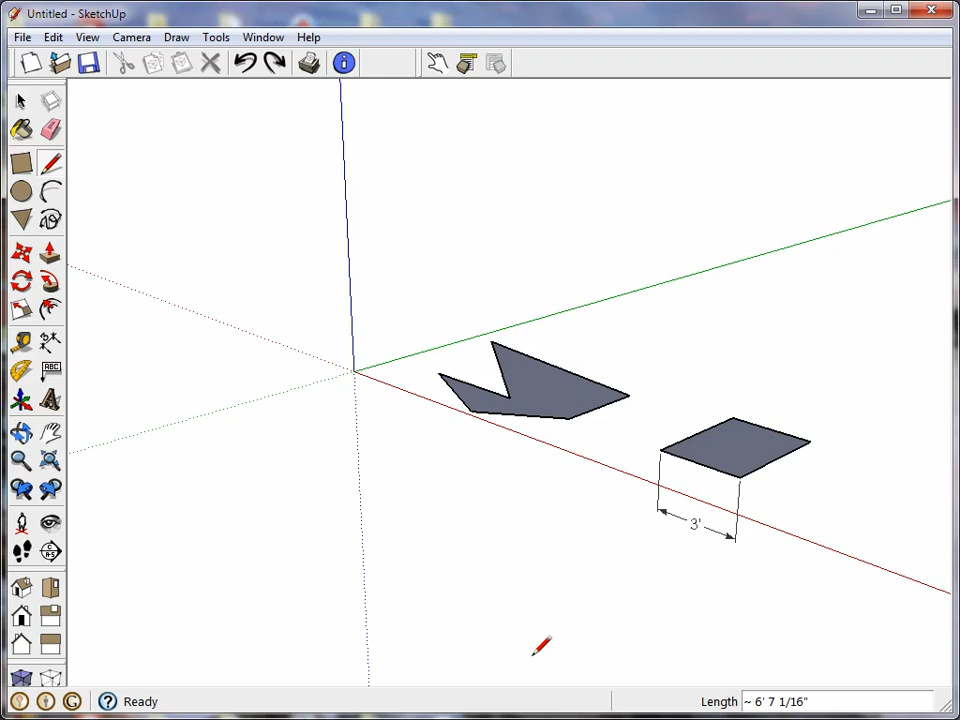 Untitled - SketchUp
File Edit View Camera Draw Tools Window Help
ABC
3'
Ready
Length ~ 6' 7 1/16"